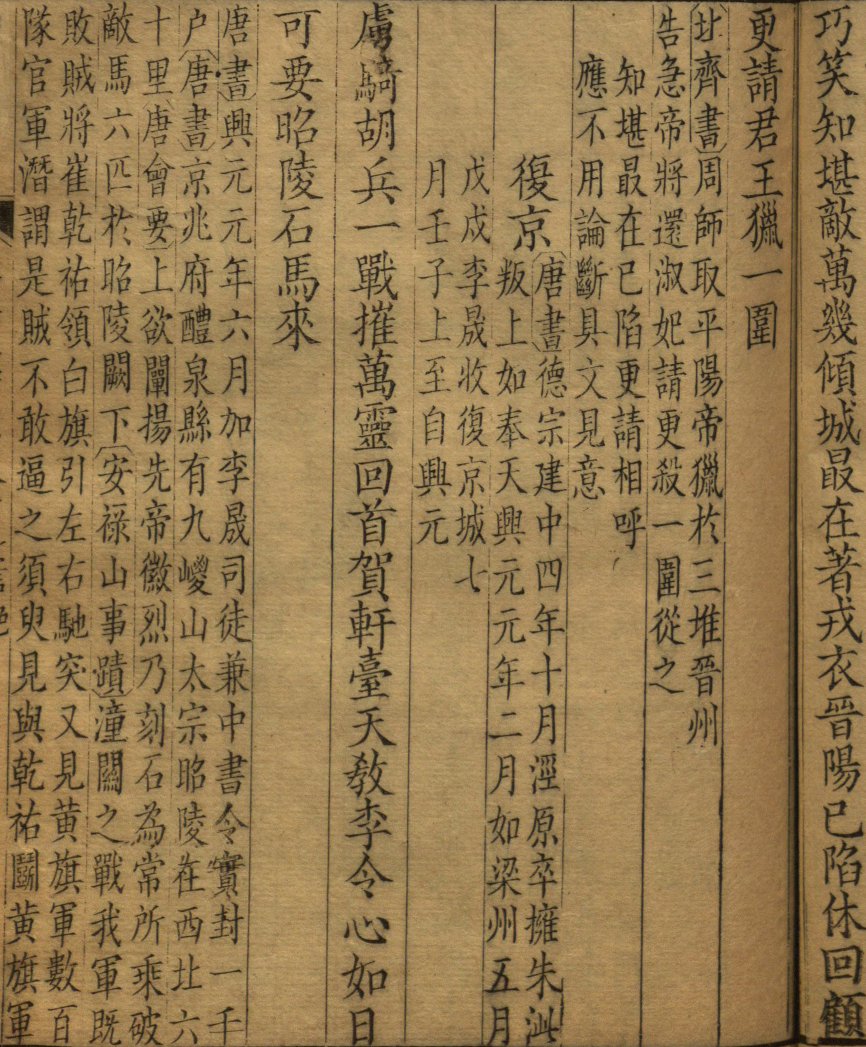 巧笑知堪敵萬幾傾城最在著戎衣晉陽已陷休回顧
更請君王獵一圍
北齊書周師取平陽帝獵於三堆晉州
告急帝將還淑妃請更殺一圍從之
知堪最在已陷更請相呼
應不用論斷具文見意
復京
唐書德宗建中四年十月涇原卒擁朱泚
叛上如奉天興元元年二月如梁州五月
戊戌李晟收復京城七
月壬子上至自興元
虜騎胡兵一戰摧萬靈回首賀軒臺天教李令心如日
可要昭陵石馬來
唐書興元元年六月加李晟司徒兼中書令實封一千
户唐書京兆府醴泉縣有九嵕山太宗昭陵在西北六
十里唐會要上欲闡揚先帝徽烈乃刻石為常所乘破
敵馬六匹於昭陵闕下安祿山事蹟潼關之戰我軍既
敗賊將崔乾祐領白旗引左右馳突又見黄旗軍數百
隊官軍潛謂是賊不敢逼之須臾見與乾祐鬭黄旗軍